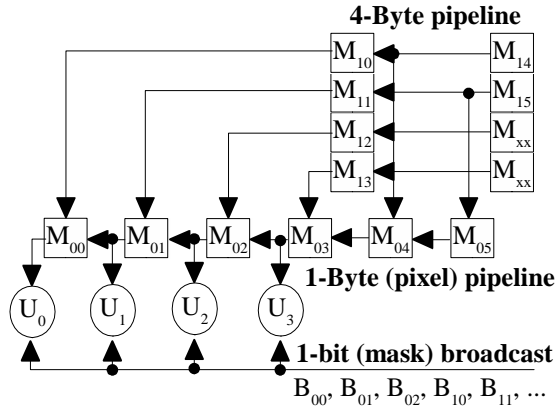 4-Byte pipeline
M10 M14
M11 M15
M12 Mxx
M13 Mxx
M00 M01 M02 M03 M04 M05
1-Byte (pixel) pipeline
U0 U1 U2 U3
1-bit (mask) broadcast
B00, B01, B02, B10, B11, ...